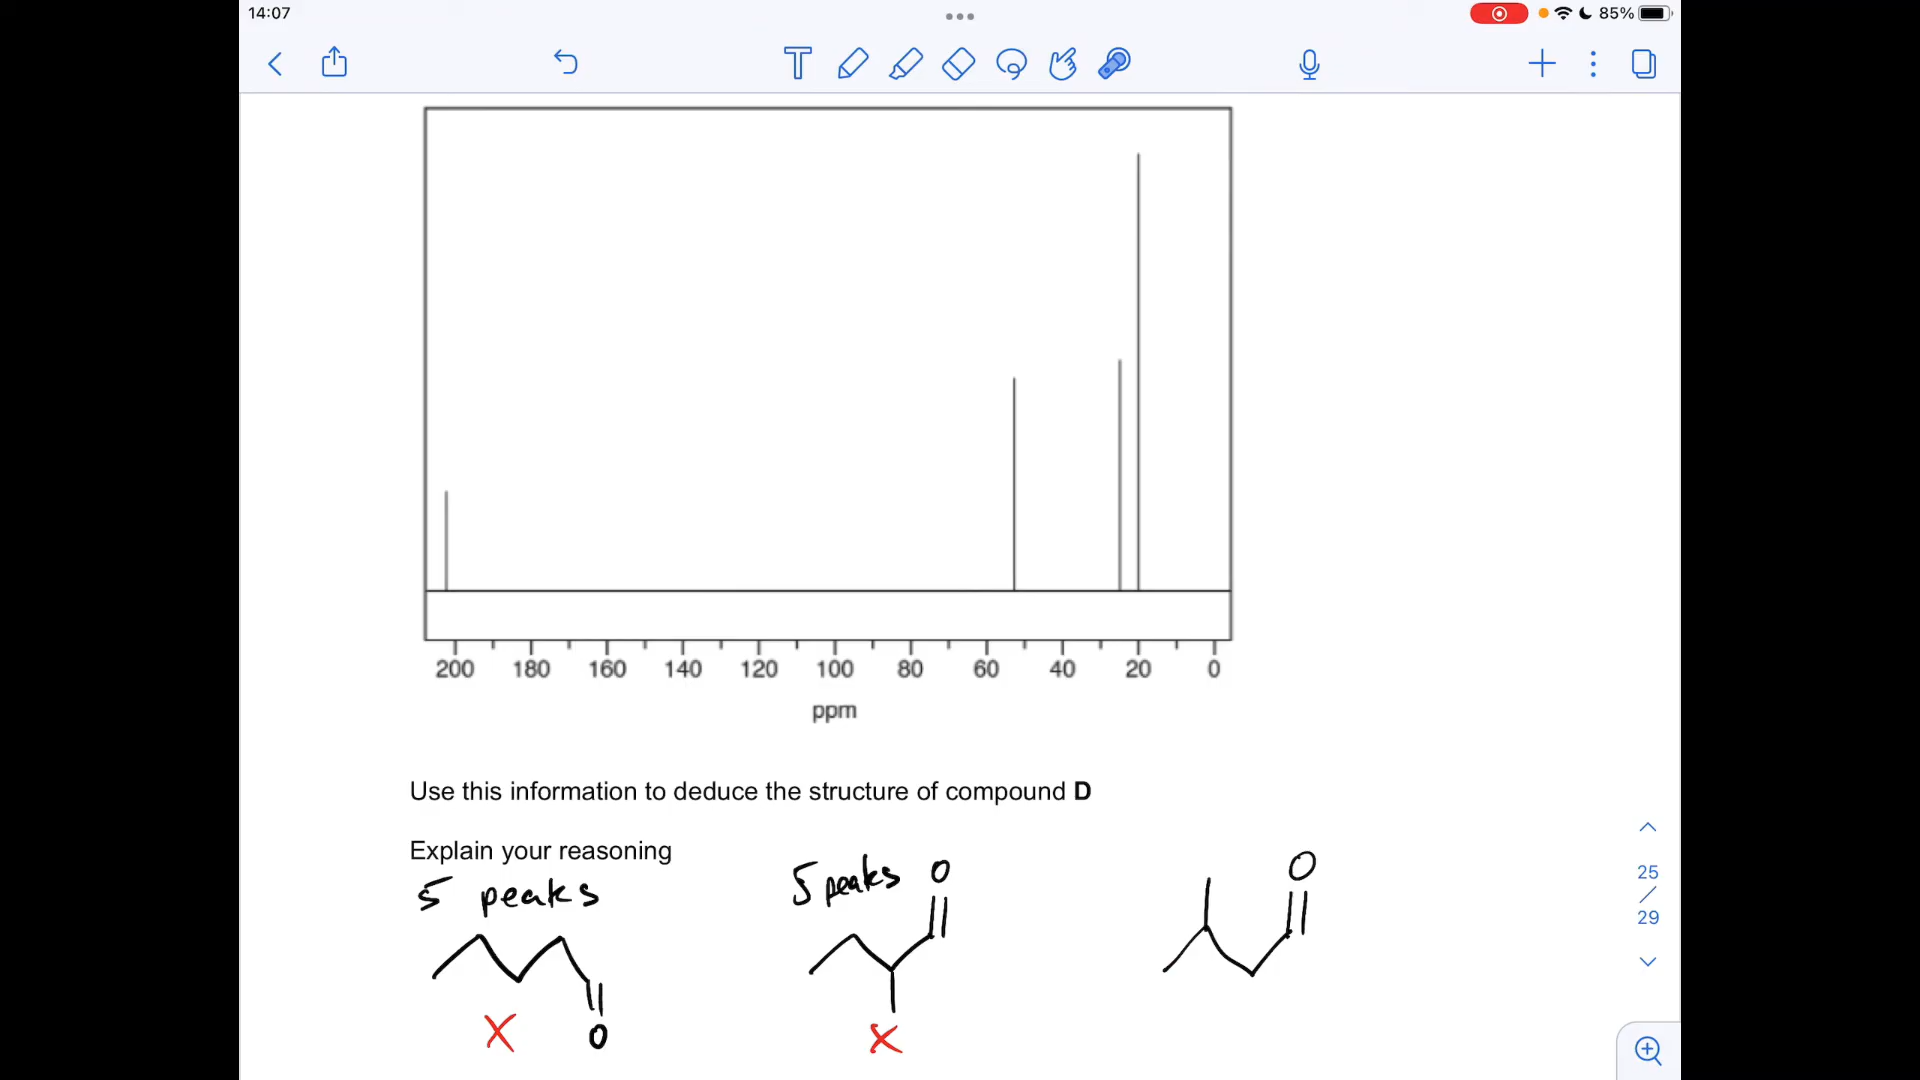 14:07
85%
T
200 180 160 140 120 100 80 60 40 20 0
ppm
Use this information to deduce the structure of compound D
Explain your reasoning
5 peaks
5 peaks
O
O
O
X
X
25
29